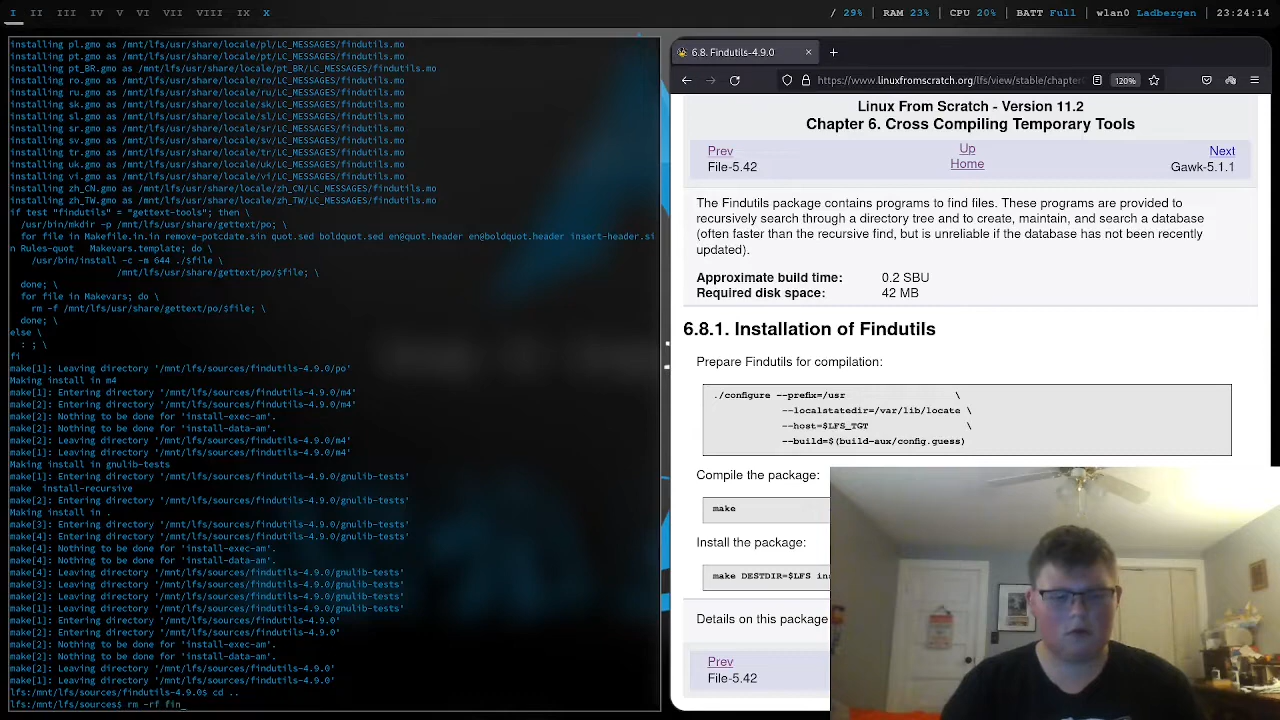 I II III IV V VI VII VIII IX X
/ 29% | RAM 23% | CPU 20% | BATT Full | wlan0 Ladbergen | 23:24:14
installing pl.gmo as /mnt/lfs/usr/share/locale/pl/LC_MESSAGES/findutils.mo
installing pt.gmo as /mnt/lfs/usr/share/locale/pt/LC_MESSAGES/findutils.mo
installing pt_BR.gmo as /mnt/lfs/usr/share/locale/pt_BR/LC_MESSAGES/findutils.mo
installing ro.gmo as /mnt/lfs/usr/share/locale/ro/LC_MESSAGES/findutils.mo
installing ru.gmo as /mnt/lfs/usr/share/locale/ru/LC_MESSAGES/findutils.mo
installing sk.gmo as /mnt/lfs/usr/share/locale/sk/LC_MESSAGES/findutils.mo
installing sl.gmo as /mnt/lfs/usr/share/locale/sl/LC_MESSAGES/findutils.mo
installing sr.gmo as /mnt/lfs/usr/share/locale/sr/LC_MESSAGES/findutils.mo
installing sv.gmo as /mnt/lfs/usr/share/locale/sv/LC_MESSAGES/findutils.mo
installing tr.gmo as /mnt/lfs/usr/share/locale/tr/LC_MESSAGES/findutils.mo
installing uk.gmo as /mnt/lfs/usr/share/locale/uk/LC_MESSAGES/findutils.mo
installing vi.gmo as /mnt/lfs/usr/share/locale/vi/LC_MESSAGES/findutils.mo
installing zh_CN.gmo as /mnt/lfs/usr/share/locale/zh_CN/LC_MESSAGES/findutils.mo
installing zh_TW.gmo as /mnt/lfs/usr/share/locale/zh_TW/LC_MESSAGES/findutils.mo
if test "findutils" = "gettext-tools"; then \
/usr/bin/mkdir -p /mnt/lfs/usr/share/gettext/po; \
for file in Makefile.in.in remove-potcdate.sin quot.sed boldquot.sed en@quot.header en@boldquot.header insert-header.si
n Rules-quot Makevars.template; do \
/usr/bin/install -c -m 644 ./$file \
/mnt/lfs/usr/share/gettext/po/$file; \
done; \
for file in Makevars; do \
rm -f /mnt/lfs/usr/share/gettext/po/$file; \
done; \
else \
: ; \
fi
make[1]: Leaving directory '/mnt/lfs/sources/findutils-4.9.0/po'
Making install in m4
make[1]: Entering directory '/mnt/lfs/sources/findutils-4.9.0/m4'
make[2]: Entering directory '/mnt/lfs/sources/findutils-4.9.0/m4'
make[2]: Nothing to be done for 'install-exec-am'.
make[2]: Nothing to be done for 'install-data-am'.
make[2]: Leaving directory '/mnt/lfs/sources/findutils-4.9.0/m4'
make[1]: Leaving directory '/mnt/lfs/sources/findutils-4.9.0/m4'
Making install in gnulib-tests
make[1]: Entering directory '/mnt/lfs/sources/findutils-4.9.0/gnulib-tests'
make install-recursive
make[2]: Entering directory '/mnt/lfs/sources/findutils-4.9.0/gnulib-tests'
Making install in .
make[3]: Entering directory '/mnt/lfs/sources/findutils-4.9.0/gnulib-tests'
make[4]: Entering directory '/mnt/lfs/sources/findutils-4.9.0/gnulib-tests'
make[4]: Nothing to be done for 'install-exec-am'.
make[4]: Nothing to be done for 'install-data-am'.
make[4]: Leaving directory '/mnt/lfs/sources/findutils-4.9.0/gnulib-tests'
make[3]: Leaving directory '/mnt/lfs/sources/findutils-4.9.0/gnulib-tests'
make[2]: Leaving directory '/mnt/lfs/sources/findutils-4.9.0/gnulib-tests'
make[1]: Leaving directory '/mnt/lfs/sources/findutils-4.9.0/gnulib-tests'
make[1]: Entering directory '/mnt/lfs/sources/findutils-4.9.0'
make[2]: Entering directory '/mnt/lfs/sources/findutils-4.9.0'
make[2]: Nothing to be done for 'install-exec-am'.
make[2]: Nothing to be done for 'install-data-am'.
make[2]: Leaving directory '/mnt/lfs/sources/findutils-4.9.0'
make[1]: Leaving directory '/mnt/lfs/sources/findutils-4.9.0'
lfs:/mnt/lfs/sources/findutils-4.9.0$ cd ..
lfs:/mnt/lfs/sources$ rm -rf fin_
6.8. Findutils-4.9.0
https://www.linuxfromscratch.org/lfs/view/stable/chapter
120%
Linux From Scratch - Version 11.2
Chapter 6. Cross Compiling Temporary Tools
Prev Up Next
File-5.42 Home Gawk-5.1.1
The Findutils package contains programs to find files. These programs are provided to
recursively search through a directory tree and to create, maintain, and search a database
(often faster than the recursive find, but is unreliable if the database has not been recently
updated).
Approximate build time: 0.2 SBU
Required disk space: 42 MB
6.8.1. Installation of Findutils
Prepare Findutils for compilation:
./configure --prefix=/usr \
--localstatedir=/var/lib/locate \
--host=$LFS_TGT \
--build=$(build-aux/config.guess)
Compile the package:
make
Install the package:
make DESTDIR=$LFS ins
Details on this package
Prev
File-5.42